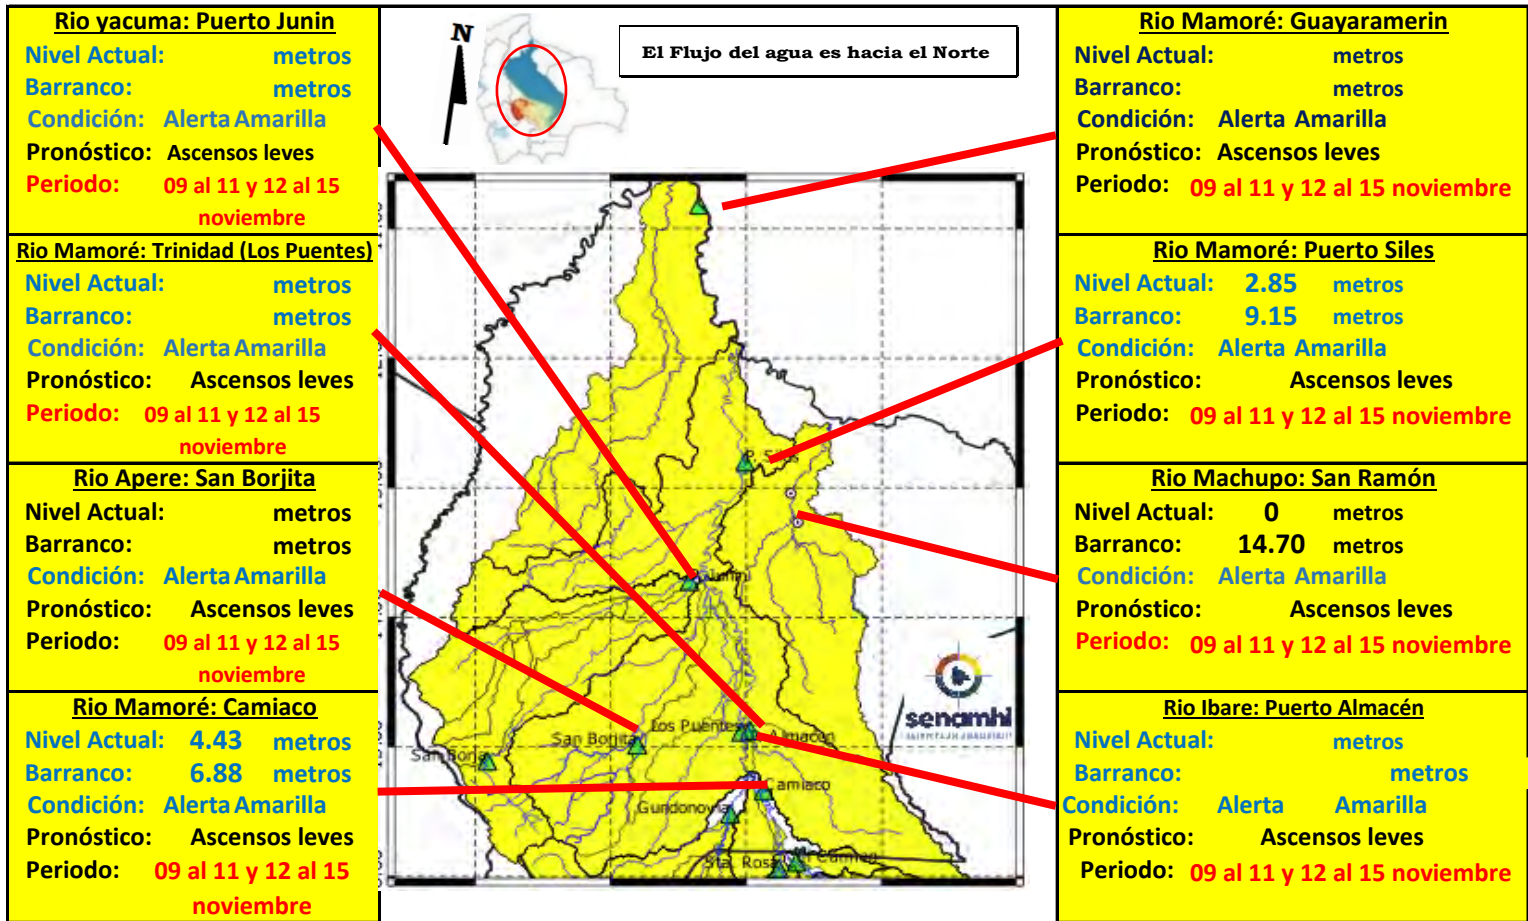 Rio yacuma: Puerto Junin
Nivel Actual: metros
Barranco: metros
Condición: Alerta Amarilla
Pronóstico: Ascensos leves
Periodo: 09 al 11 y 12 al 15
noviembre
Rio Mamoré: Trinidad (Los Puentes)
Nivel Actual: metros
Barranco: metros
Condición: Alerta Amarilla
Pronóstico: Ascensos leves
Periodo: 09 al 11 y 12 al 15
noviembre
Rio Apere: San Borjita
Nivel Actual: metros
Barranco: metros
Condición: Alerta Amarilla
Pronóstico: Ascensos leves
Periodo: 09 al 11 y 12 al 15
noviembre
Rio Mamoré: Camiaco
Nivel Actual: 4.43 metros
Barranco: 6.88 metros
Condición: Alerta Amarilla
Pronóstico: Ascensos leves
Periodo: 09 al 11 y 12 al 15
noviembre
N
El Flujo del agua es hacia el Norte
P. Siles
Junin
Los Puentes
Almacen
San Borjita
San Borja
Camiaco
Gundonovia
Sta. Rosa
Carmen
senamhi
Rio Mamoré: Guayaramerin
Nivel Actual: metros
Barranco: metros
Condición: Alerta Amarilla
Pronóstico: Ascensos leves
Periodo: 09 al 11 y 12 al 15 noviembre
Rio Mamoré: Puerto Siles
Nivel Actual: 2.85 metros
Barranco: 9.15 metros
Condición: Alerta Amarilla
Pronóstico: Ascensos leves
Periodo: 09 al 11 y 12 al 15 noviembre
Rio Machupo: San Ramón
Nivel Actual: 0 metros
Barranco: 14.70 metros
Condición: Alerta Amarilla
Pronóstico: Ascensos leves
Periodo: 09 al 11 y 12 al 15 noviembre
Rio Ibare: Puerto Almacén
Nivel Actual: metros
Barranco: metros
Condición: Alerta Amarilla
Pronóstico: Ascensos leves
Periodo: 09 al 11 y 12 al 15 noviembre